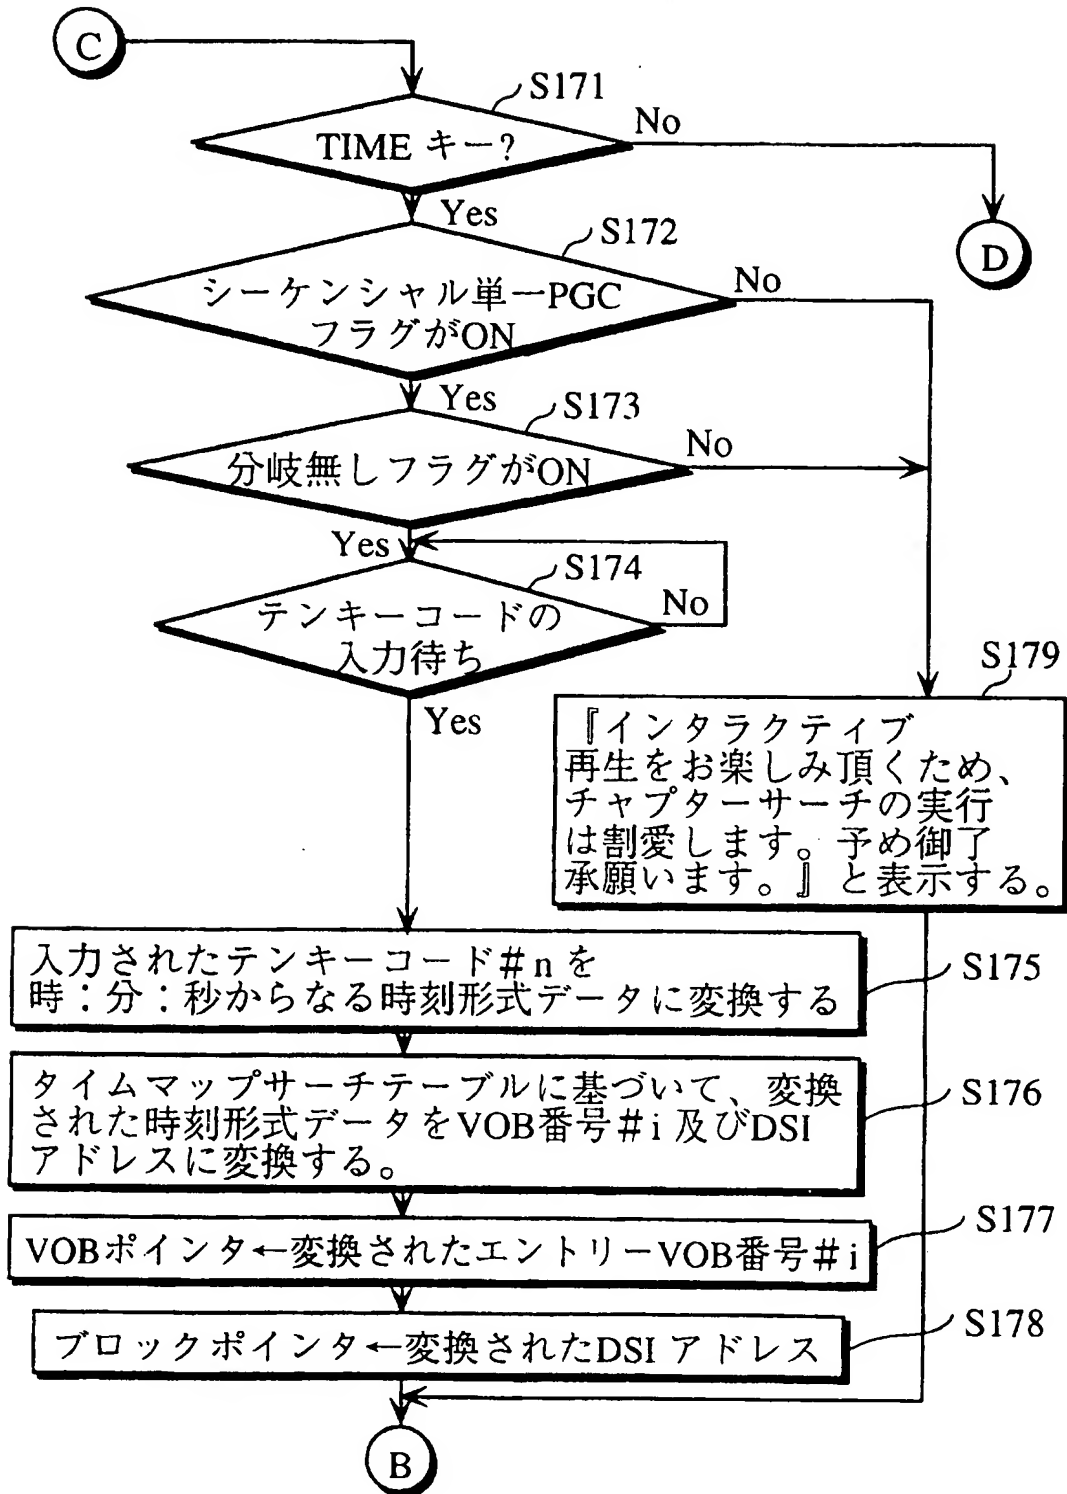 C
S171
TIME キー?
No
Yes
S172
D
シーケンシャル単一PGC
フラグがON
No
Yes
S173
分岐無しフラグがON
No
Yes
S174
テンキーコードの
入力待ち
No
Yes
S179
『インタラクティブ
再生をお楽しみ頂くため、
チャプターサーチの実行
は割愛します。予め御了
承願います。』と表示する。
入力されたテンキーコード#nを
時:分:秒からなる時刻形式データに変換する
S175
タイムマップサーチテーブルに基づいて、変換
された時刻形式データをVOB番号#i及びDSI
アドレスに変換する。
S176
VOBポインタ←変換されたエントリーVOB番号#i
S177
ブロックポインタ←変換されたDSI アドレス
S178
B